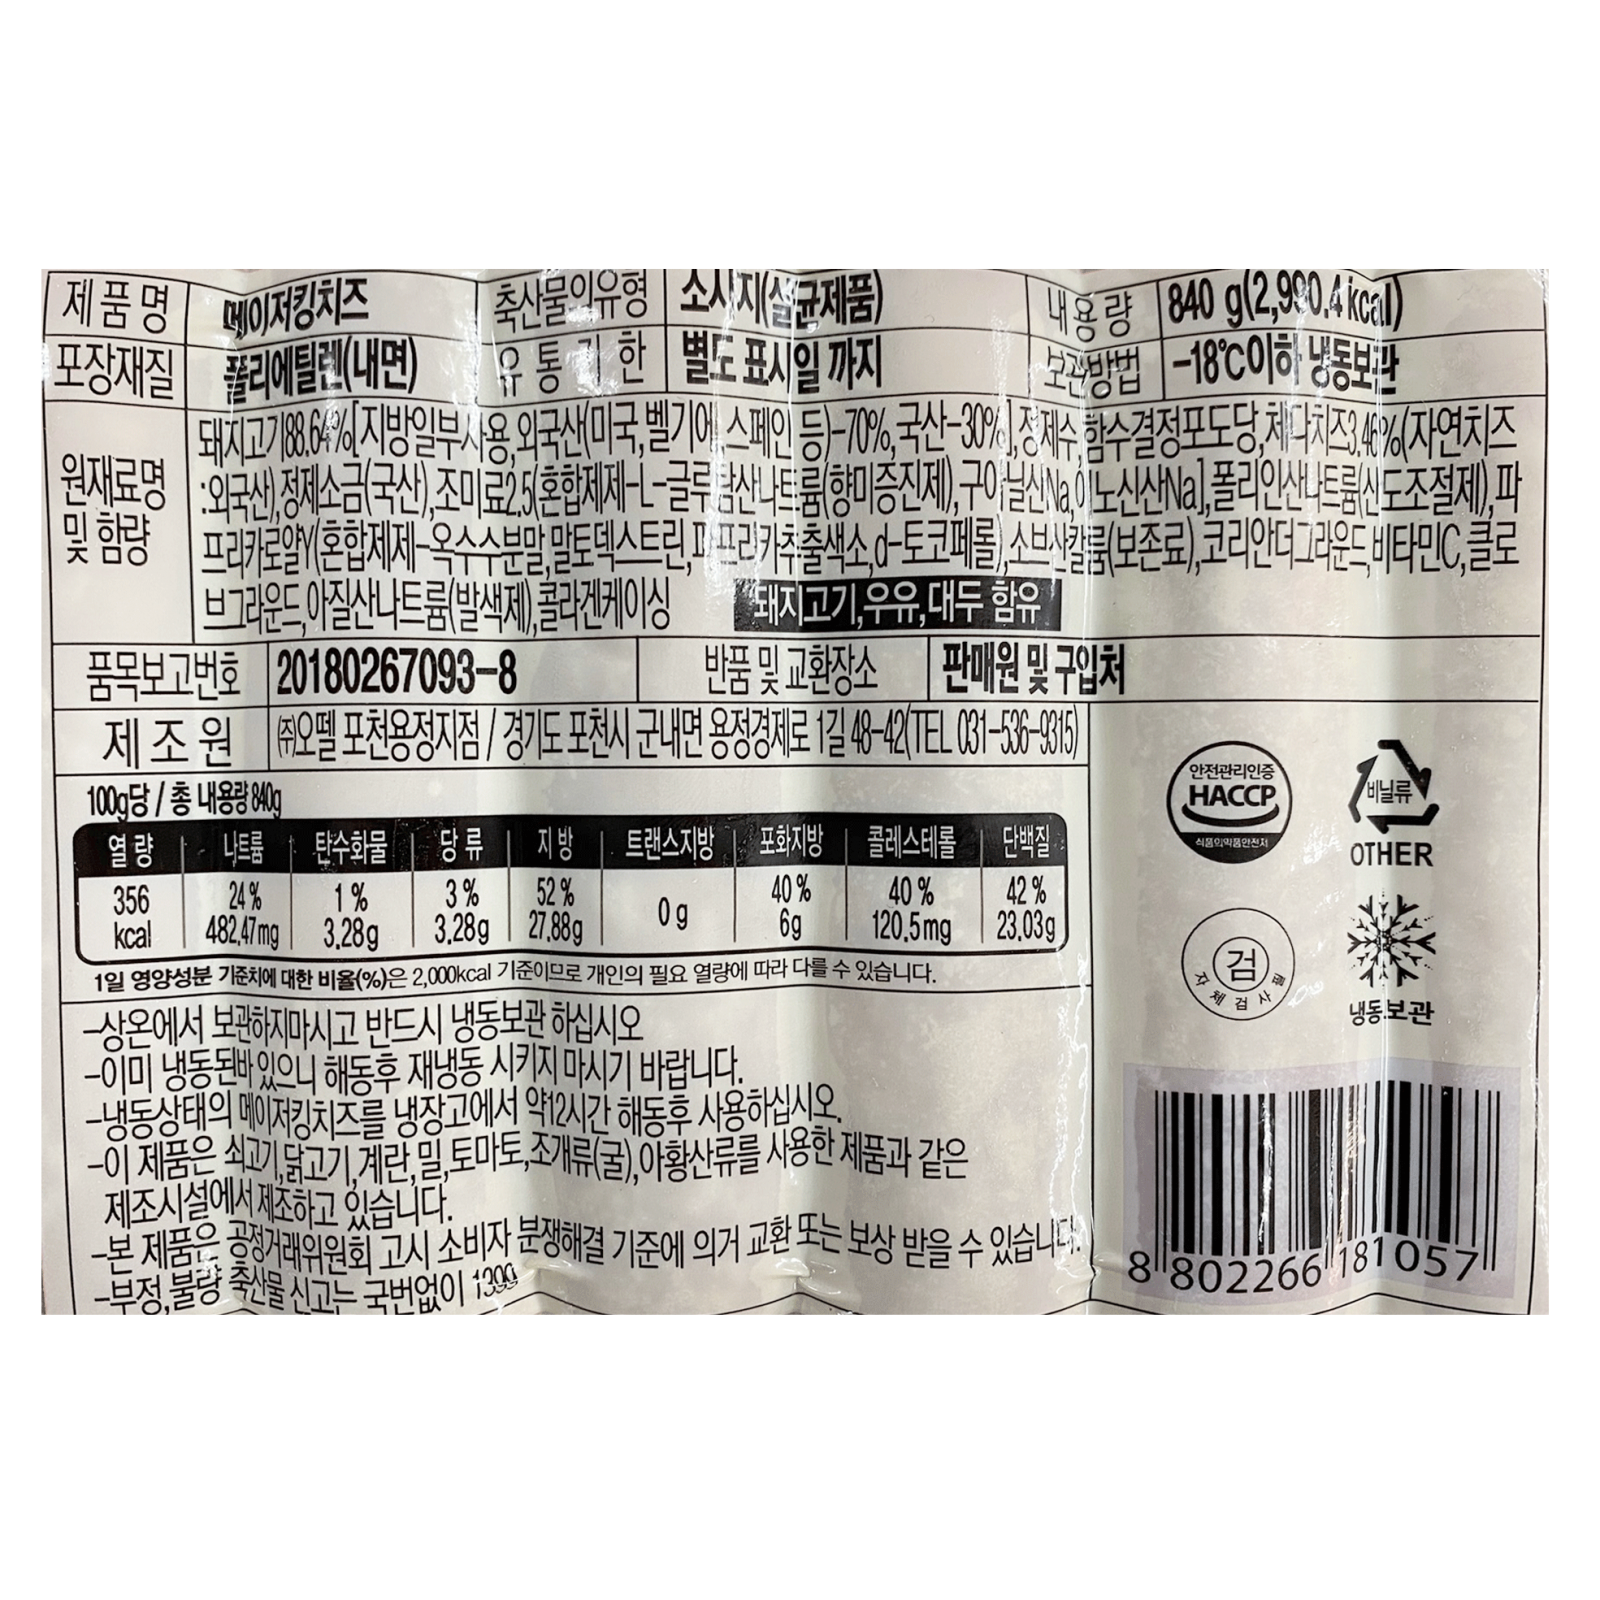 제품명 메이저킹치즈 축산물의유형 소시지(살균제품) 내용량 840 g(2,990.4 kcal)
포장재질 폴리에틸렌(내면) 유통기한 별도 표시일 까지 보관방법 -18℃이하 냉동보관
원재료명 및 함량
돼지고기88.64%[지방일부사용,외국산(미국,벨기에,스페인 등)-70%,국산-30%],정제수,함수결정포도당,체다치즈3.46%(자연치즈
:외국산),정제소금(국산),조미료2.5(혼합제제-L-글루탐산나트륨(향미증진제),구아닐산Na,이노신산Na],폴리인산나트륨(산도조절제),파
프리카로얄Y(혼합제제-옥수수분말,말토덱스트린,파프리카추출색소,d-토코페롤),소브산칼륨(보존료),코리안더그라운드,비타민C,클로
브그라운드,아질산나트륨(발색제),콜라겐케이싱 돼지고기,우유,대두 함유
품목보고번호 20180267093-8 반품 및 교환장소 판매원 및 구입처
제조원 ㈜오뗄 포천용정지점 / 경기도 포천시 군내면 용정경제로 1길 48-42(TEL 031-536-9315)
100g당 / 총 내용량 840g
열량 나트륨 탄수화물 당류 지방 트랜스지방 포화지방 콜레스테롤 단백질
356 24 % 1 % 3 % 52 % 0 g 40 % 40 % 42 %
kcal 482.47mg 3.28g 3.28g 27.88g 6g 120.5mg 23.03g
1일 영양성분 기준치에 대한 비율(%)은 2,000kcal 기준이므로 개인의 필요 열량에 따라 다를 수 있습니다.
-상온에서 보관하지마시고 반드시 냉동보관 하십시오
-이미 냉동된바 있으니 해동후 재냉동 시키지 마시기 바랍니다.
-냉동상태의 메이저킹치즈를 냉장고에서 약12시간 해동후 사용하십시오.
-이 제품은 쇠고기,닭고기,계란,밀,토마토,조개류(굴),아황산류를 사용한 제품과 같은
제조시설에서 제조하고 있습니다.
-본 제품은 공정거래위원회 고시 소비자 분쟁해결 기준에 의거 교환 또는 보상 받을 수 있습니다.
-부정,불량 축산물 신고는 국번없이 1399
안전관리인증
HACCP
식품의약품안전처
비닐류
OTHER
검
자체검사필
냉동보관
8 802266 181057